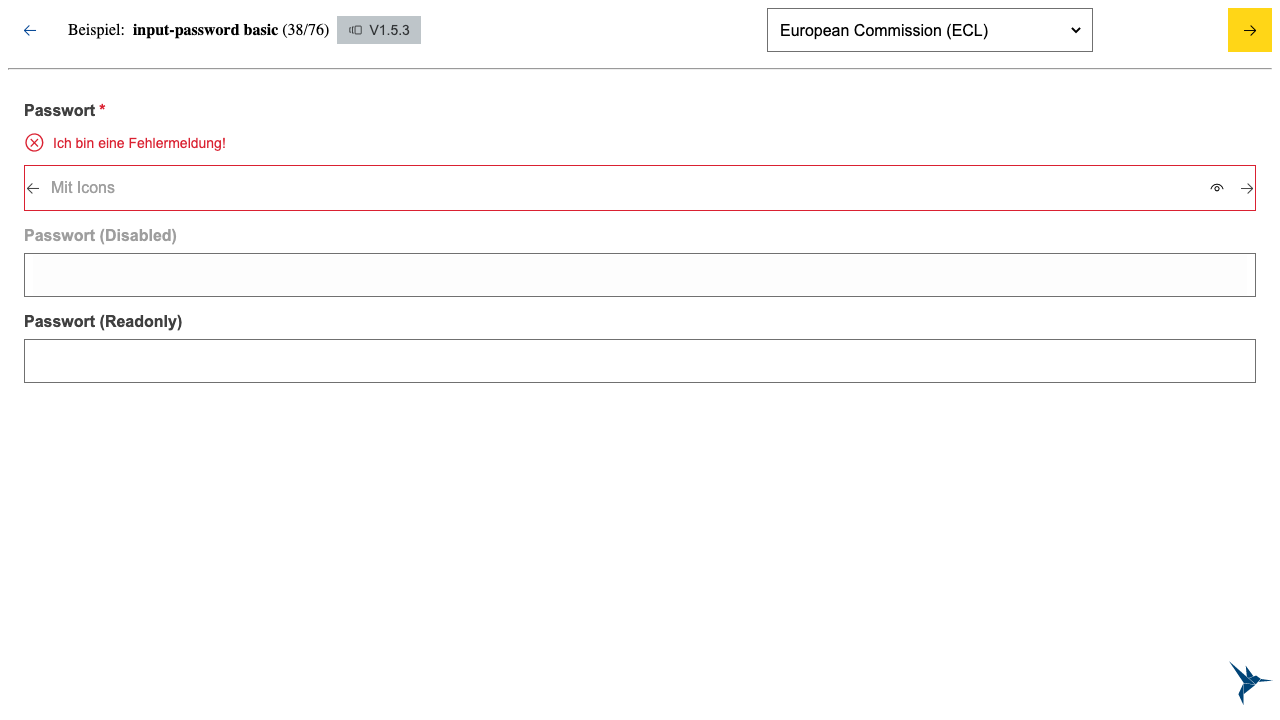 Beispiel: input-password basic (38/76) V1.5.3 European Commission (ECL)
Passwort *
Ich bin eine Fehlermeldung!
Mit Icons
Passwort (Disabled)
Passwort (Readonly)